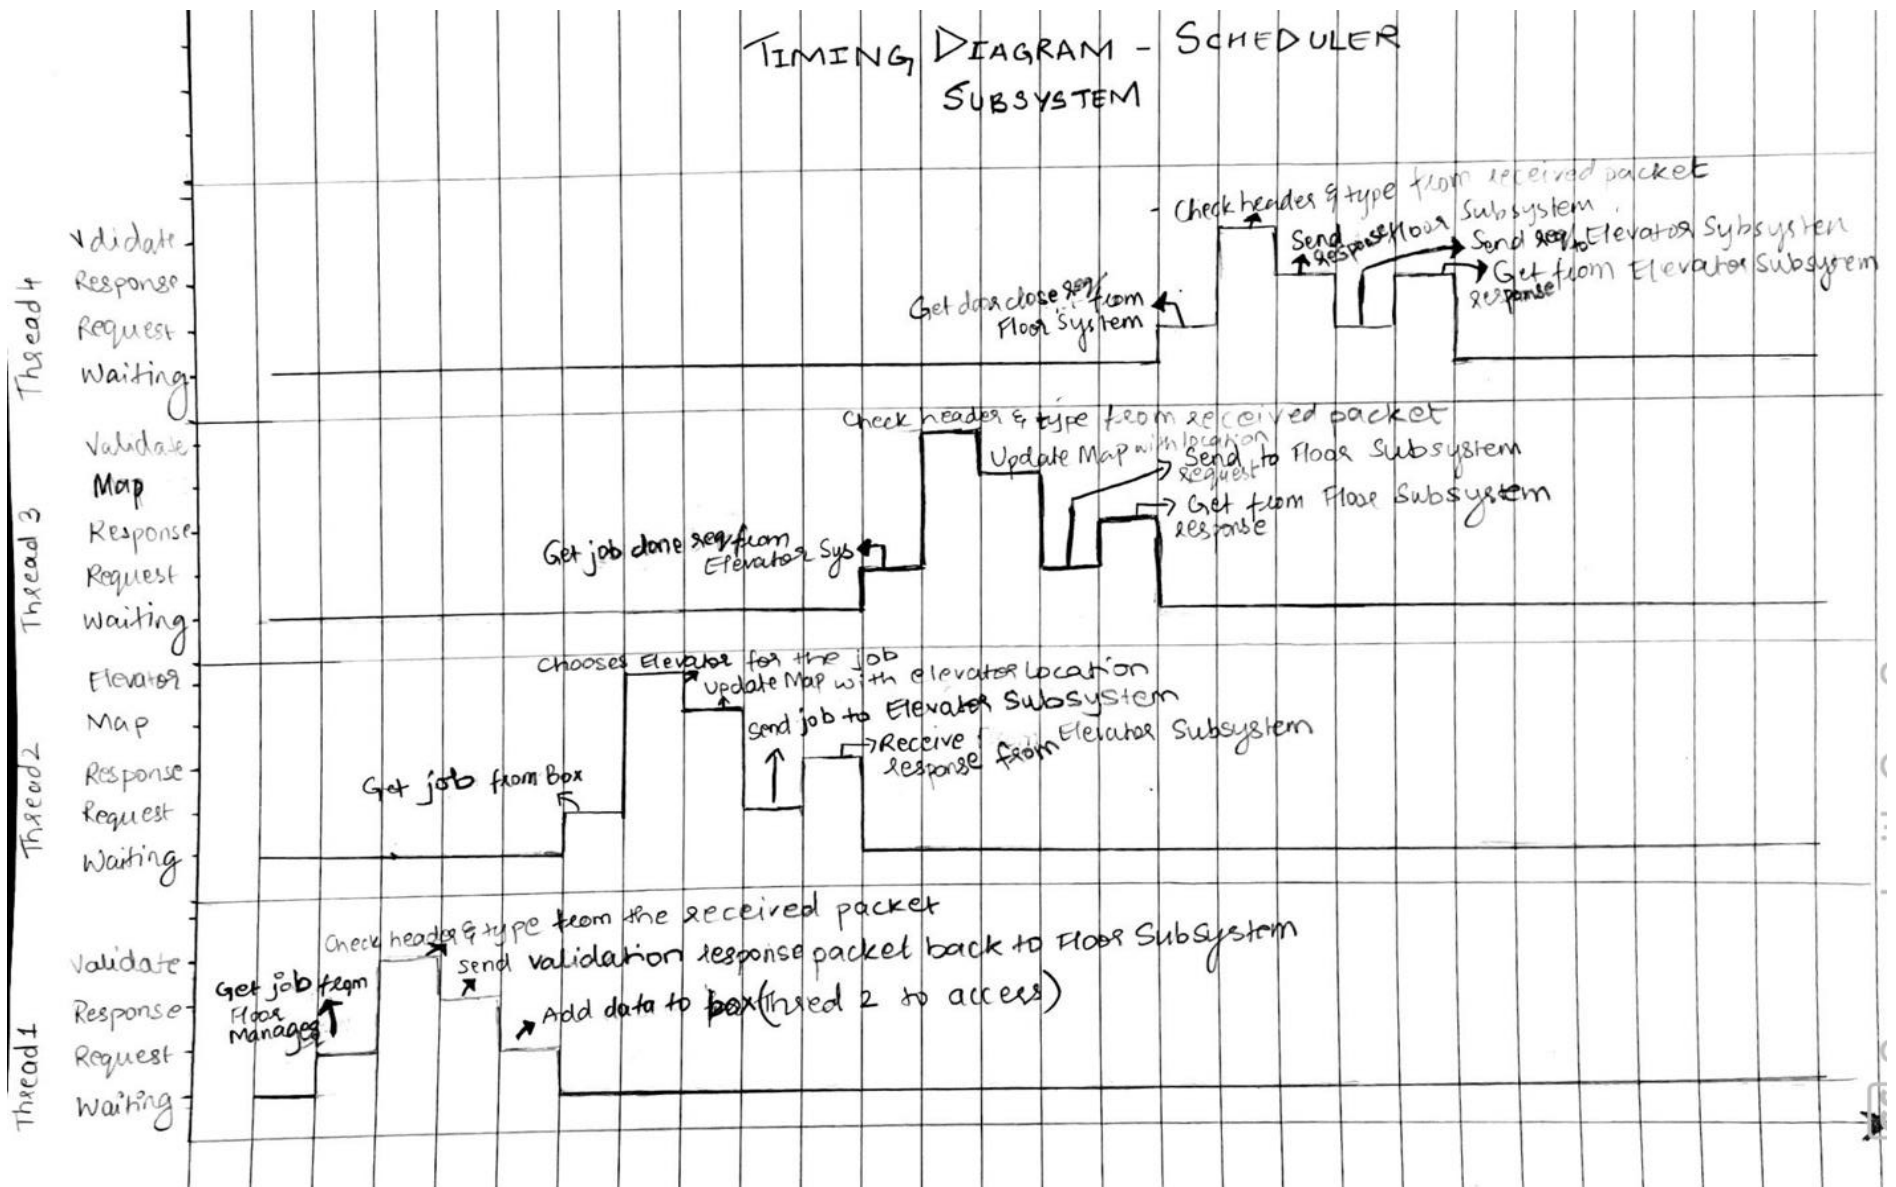 TIMING DIAGRAM - SCHEDULER
SUBSYSTEM
Thread 4
Vdidate
Response
Request
Waiting
- Check header & type from received packet
Send
Response Floor Subsystem
Send req to Elevator Sybsystem
Get from Elevator Subsystem
response
Get door close req from
Floor System
Thread 3
Validate
Map
Response
Request
Waiting
Check header & type from received packet
Update Map with location
Send to Floor Subsystem
request
Get from Floor Subsystem
response
Get job done req from
Elevator Sys
Thread 2
Elevator
Map
Response
Request
Waiting
Chooses Elevator for the job
Update Map with elevator location
Send job to Elevator Subsystem
Receive
response from Elevator Subsystem
Get job from Box
Thread 1
Validate
Response
Request
Waiting
Check header & type from the received packet
Send validation response packet back to Floor Subsystem
Get job from
Floor
Manager
Add data to box (Thred 2 to access)